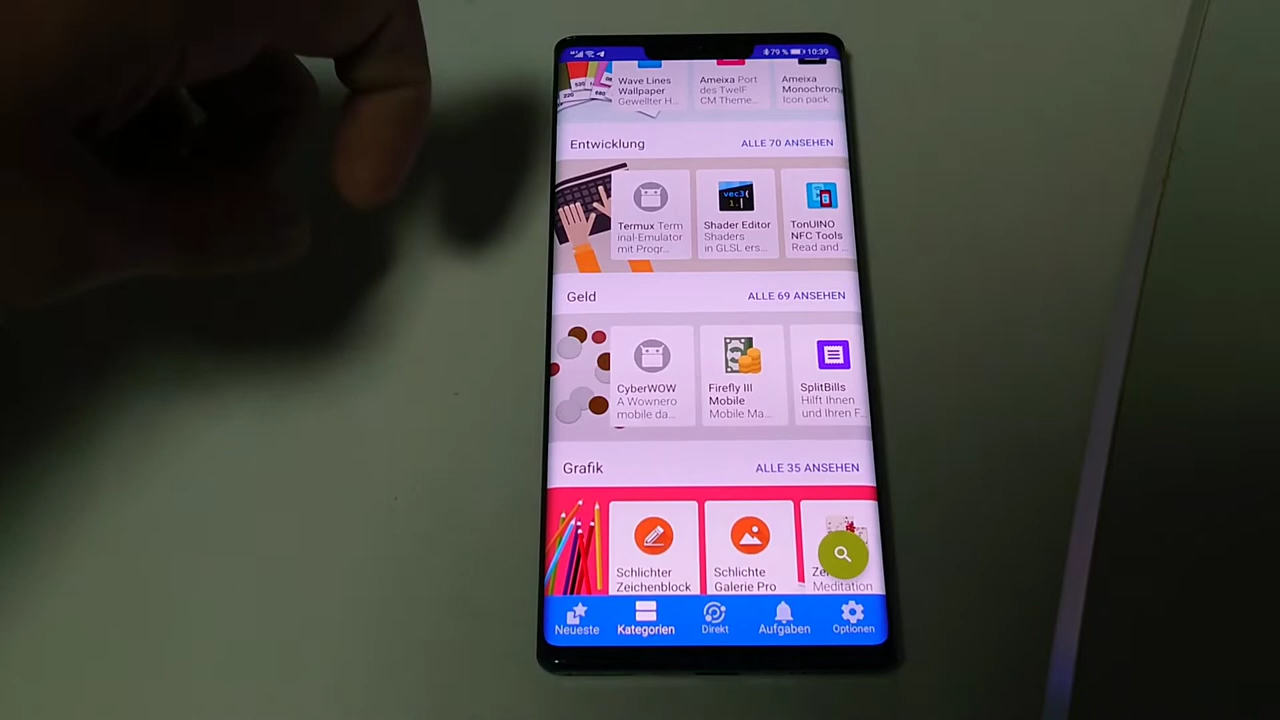 79 % 10:39
Wave Lines
Wallpaper
Gewellter H...
Ameixa Port
des TwelF
CM Theme...
Ameixa
Monochrom
Icon pack
Entwicklung
ALLE 70 ANSEHEN
Termux Term
inal-Emulator
mit Progr...
vec3(
1.
Shader Editor
Shaders
in GLSL ers...
TonUINO
NFC Tools
Read and ...
Geld
ALLE 69 ANSEHEN
CyberWOW
A Wownero
mobile da...
Firefly III
Mobile
Mobile Ma...
SplitBills
Hilft Ihnen
und Ihren F...
Grafik
ALLE 35 ANSEHEN
Schlichter
Zeichenblock
Schlichte
Galerie Pro
Meditation
Neueste
Kategorien
Direkt
Aufgaben
Optionen